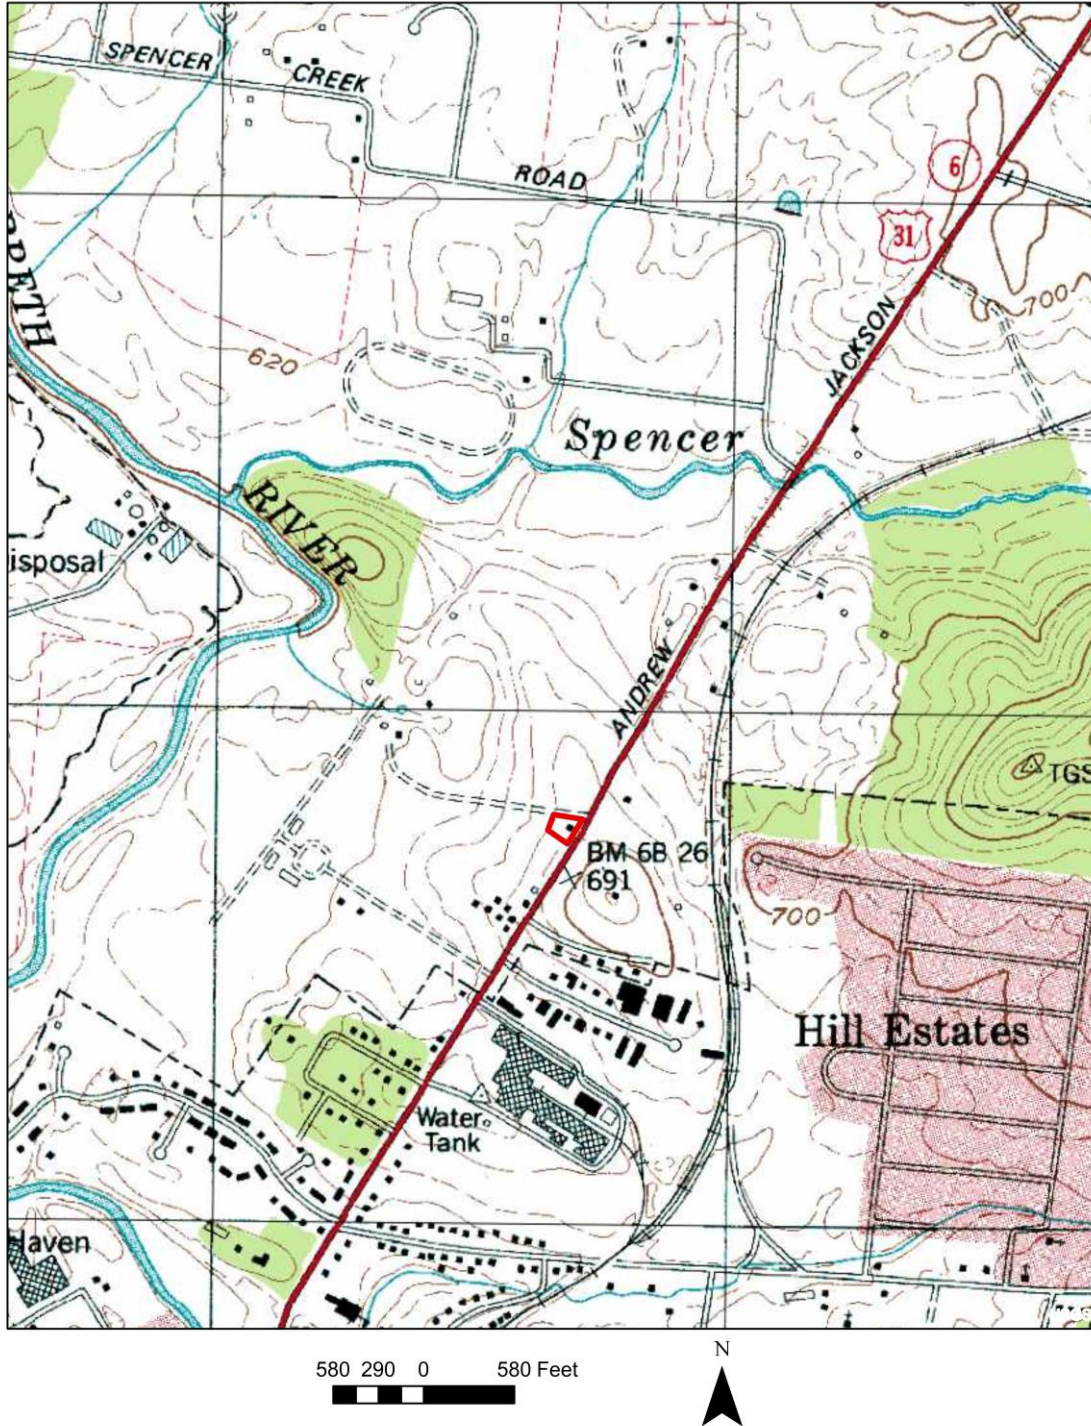 SPENCER
CREEK
ROAD
6
31
JACKSON
700
PETH
620
Spencer
RIVER
isposal
ANDREW
TGS
BM 6B 26
691
700
Hill Estates
Water
Tank
Haven
N
580 290 0 580 Feet